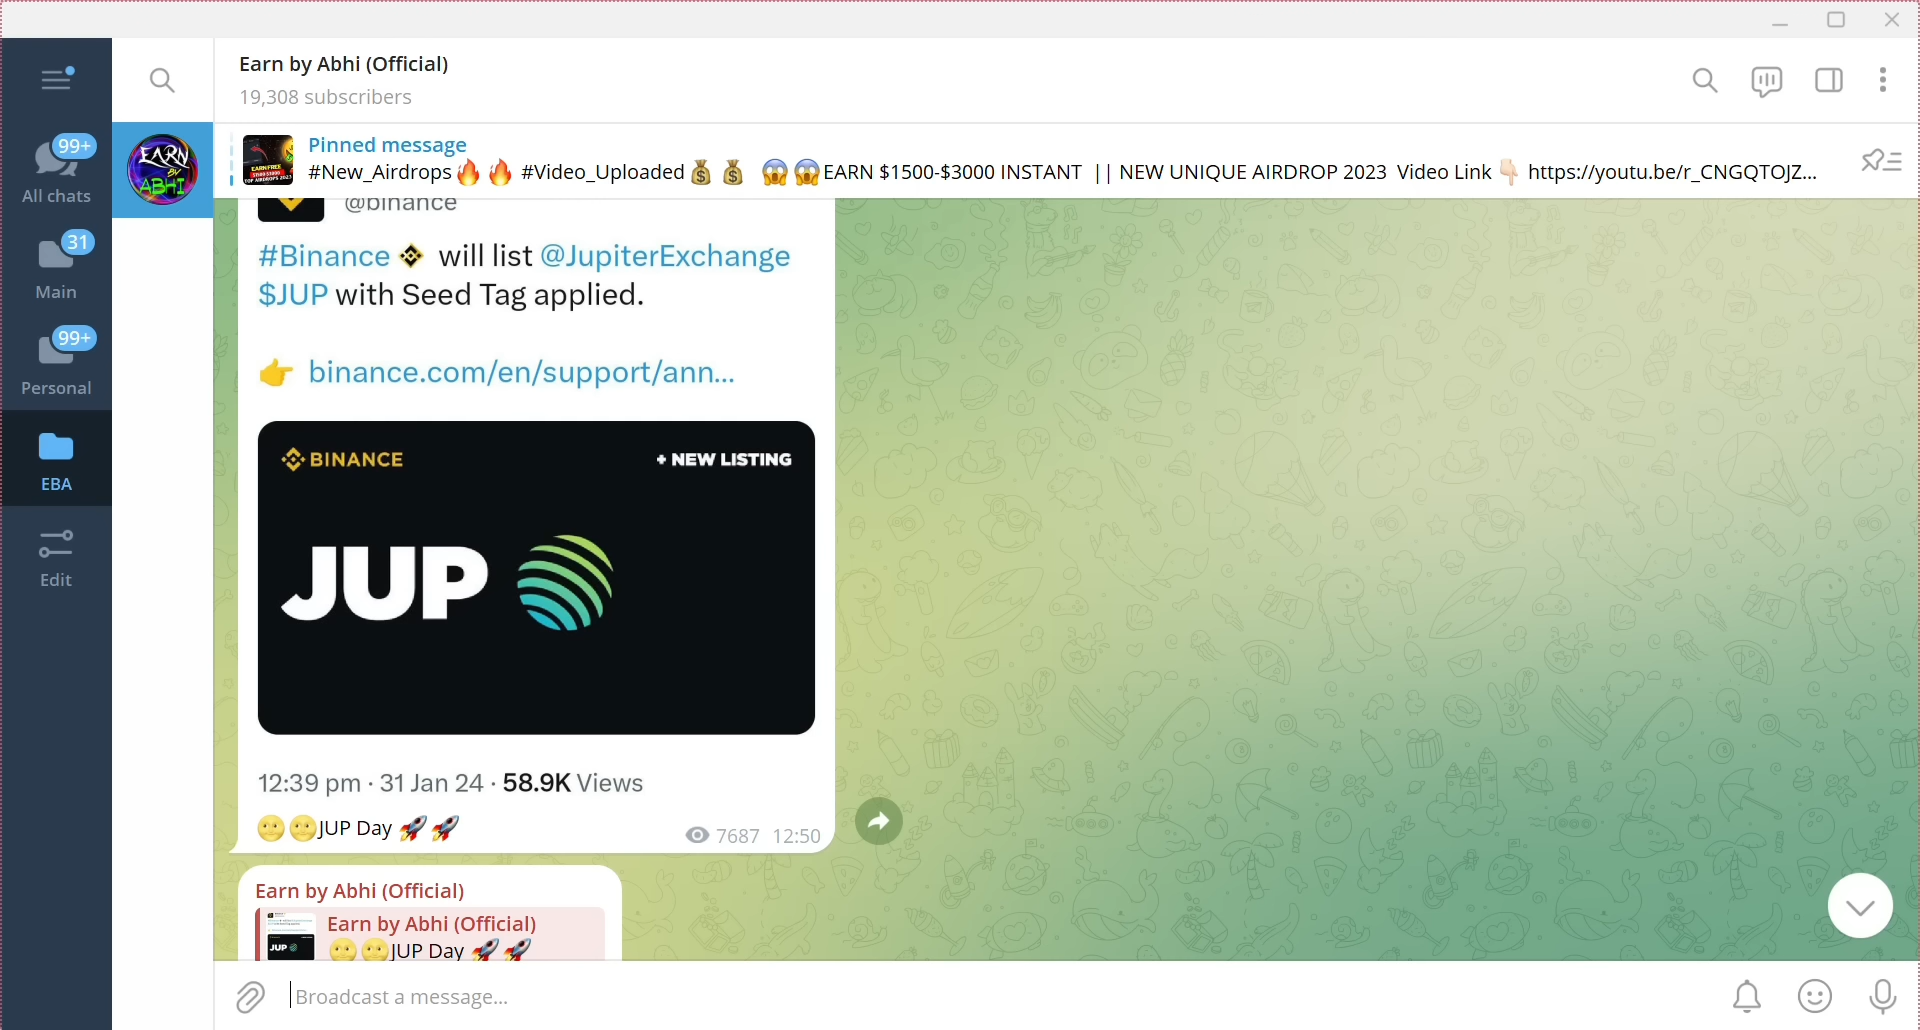 Earn by Abhi (Official)
19,308 subscribers
99+
All chats
31
Main
99+
Personal
EBA
Edit
EARN
BY
ABHI
Pinned message
#New_Airdrops🔥🔥 #Video_Uploaded💰💰 😱😱EARN $1500-$3000 INSTANT || NEW UNIQUE AIRDROP 2023 Video Link 👇🏻 https://youtu.be/r_CNGQTOJZ...
@binance
#Binance will list @JupiterExchange
$JUP with Seed Tag applied.
👉 binance.com/en/support/ann...
BINANCE
+ NEW LISTING
JUP
12:39 pm · 31 Jan 24 · 58.9K Views
🌝🌝JUP Day 🚀🚀
7687 12:50
Earn by Abhi (Official)
Earn by Abhi (Official)
JUP
🌝🌝JUP Day 🚀🚀
Broadcast a message...